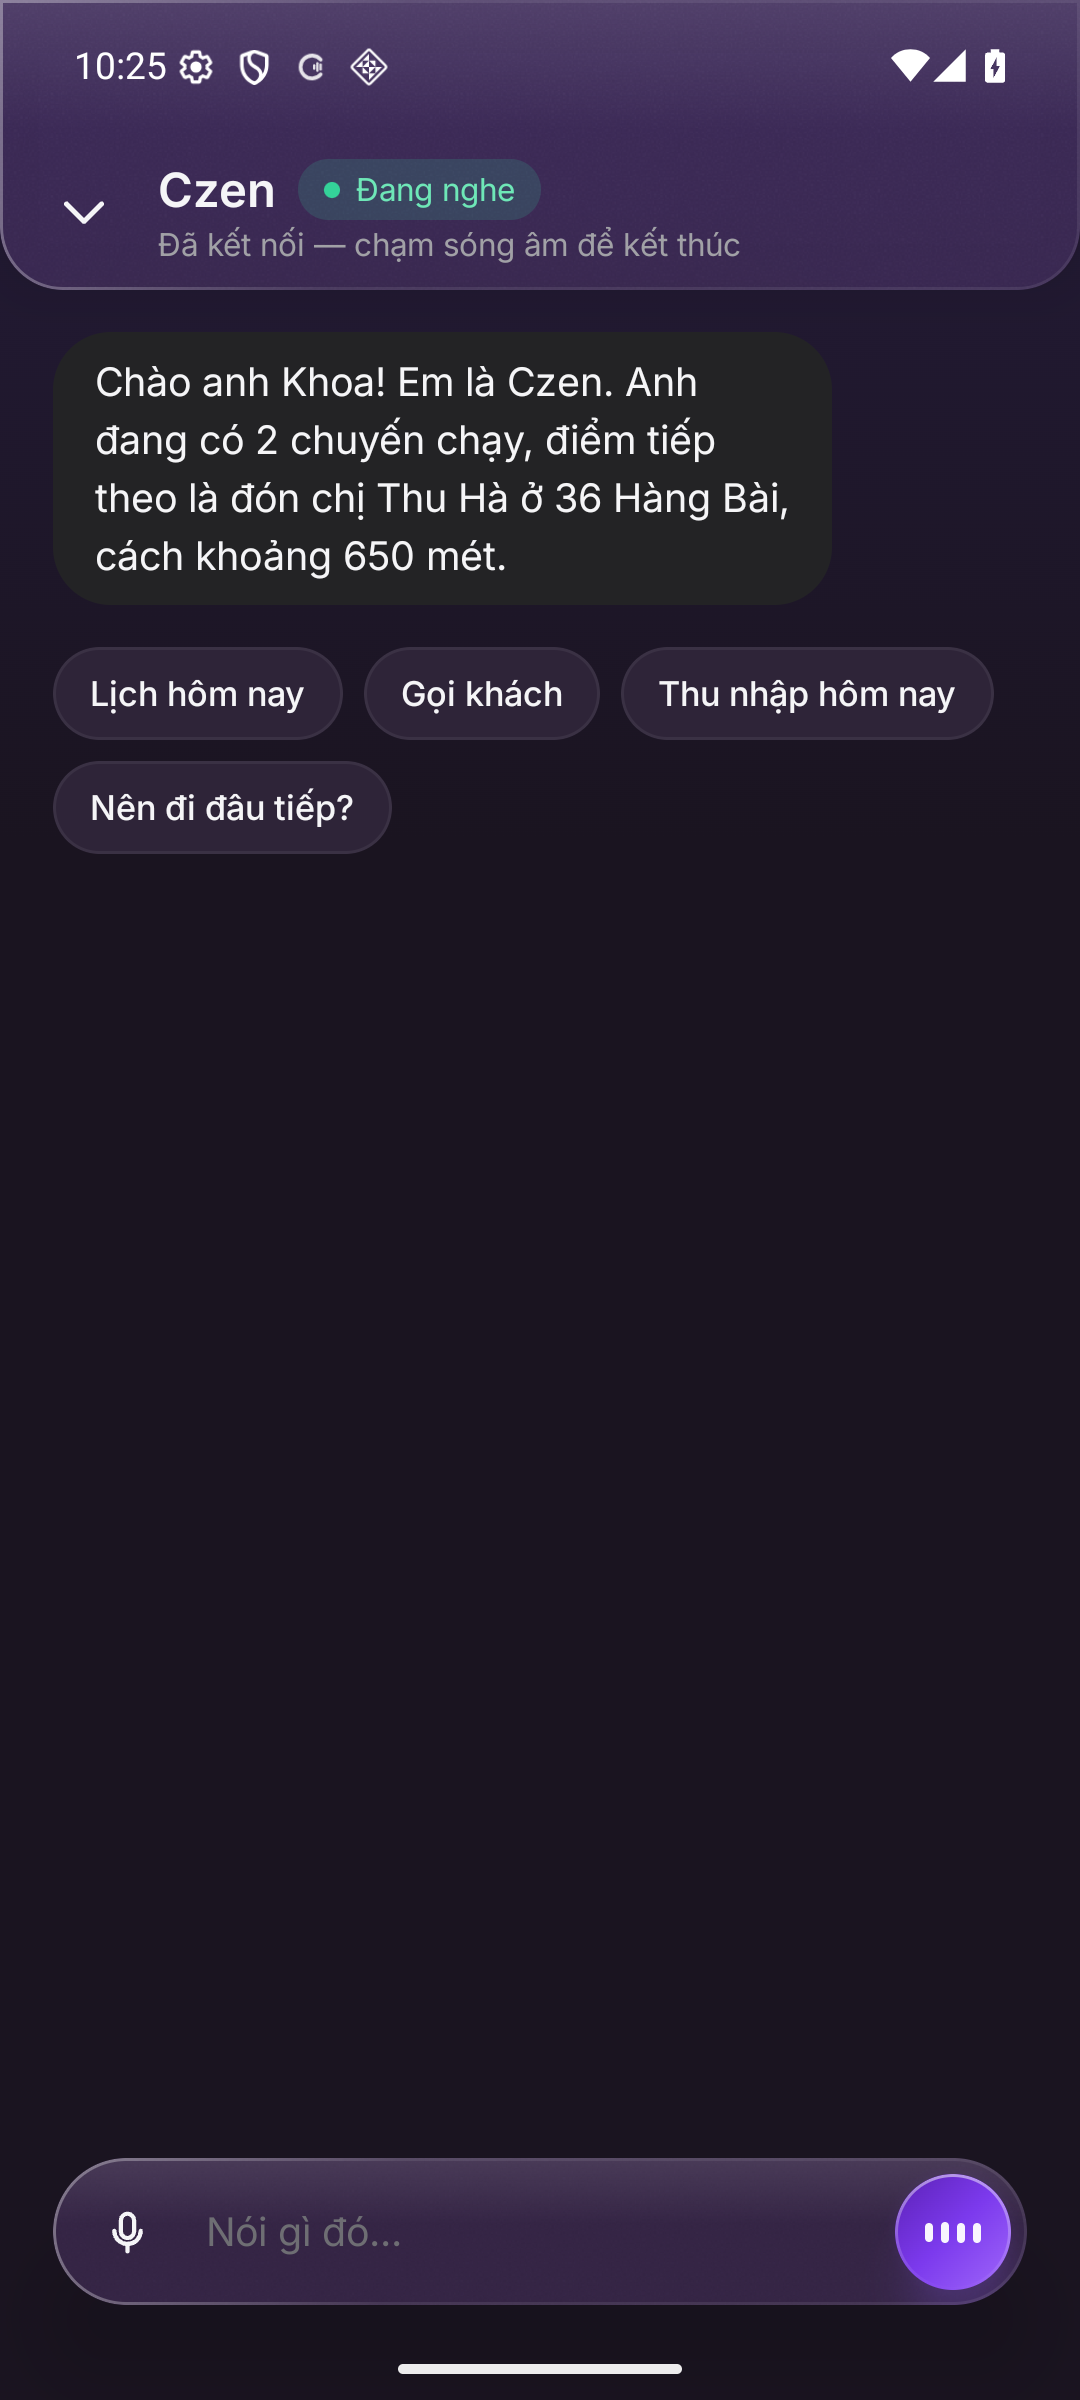 10:25
Czen
Đang nghe
Đã kết nối — chạm sóng âm để kết thúc
Chào anh Khoa! Em là Czen. Anh
đang có 2 chuyến chạy, điểm tiếp
theo là đón chị Thu Hà ở 36 Hàng Bài,
cách khoảng 650 mét.
Lịch hôm nay
Gọi khách
Thu nhập hôm nay
Nên đi đâu tiếp?
Nói gì đó...